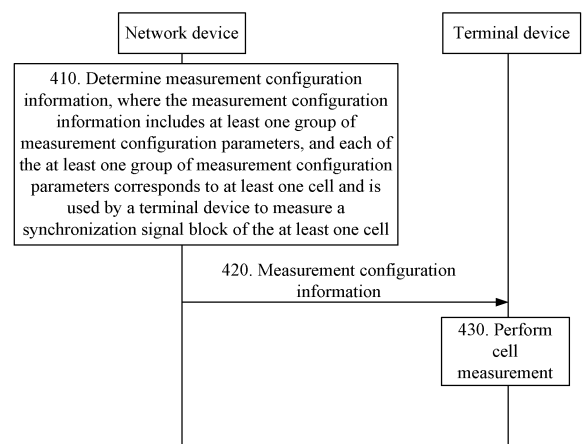 Network device
Terminal device
410. Determine measurement configuration
information, where the measurement configuration
information includes at least one group of
measurement configuration parameters, and each of
the at least one group of measurement configuration
parameters corresponds to at least one cell and is
used by a terminal device to measure a
synchronization signal block of the at least one cell
420. Measurement configuration
information
430. Perform
cell
measurement